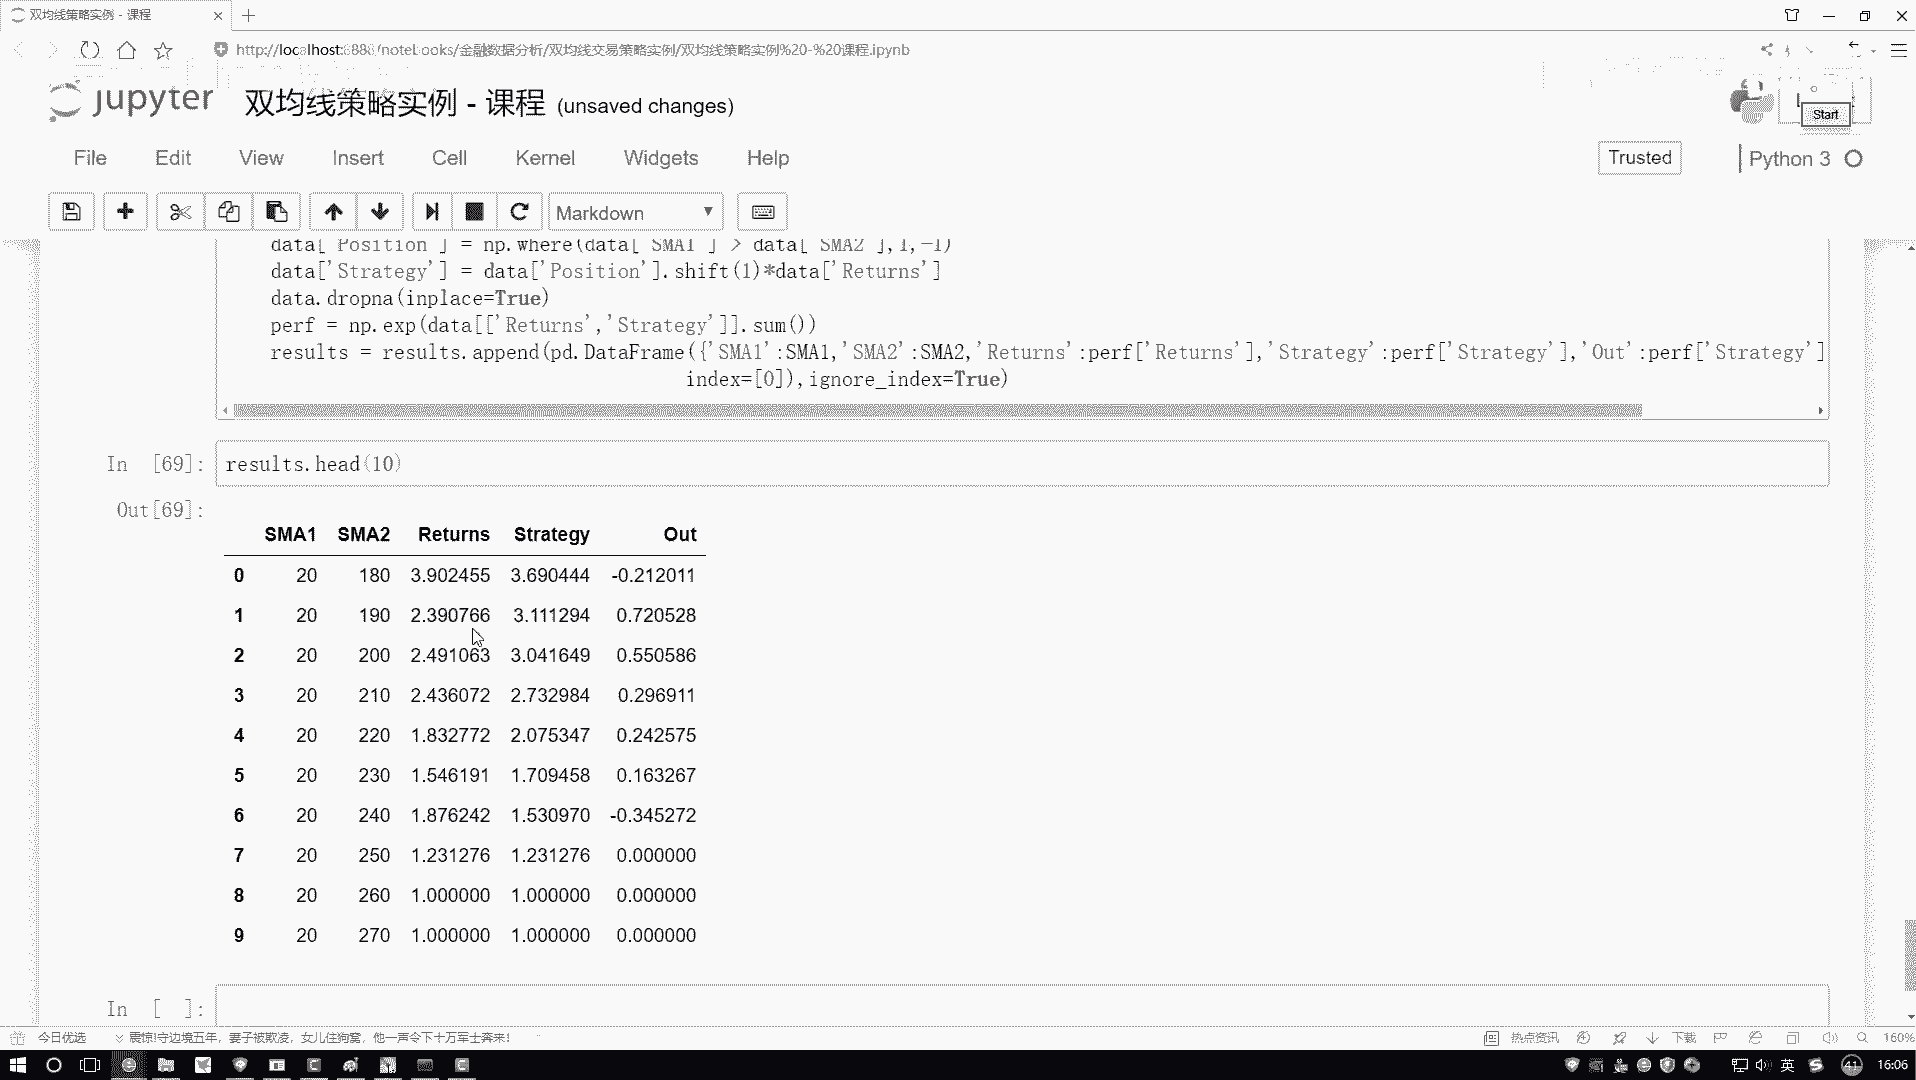 双均线策略实例 - 课程
http://localhost:888/notebooks/金融数据分析/双均线交易策略实例/双均线策略实例%20-%20课程.ipynb
jupyter 双均线策略实例 - 课程 (unsaved changes)
Start
File Edit View Insert Cell Kernel Widgets Help
Trusted
Python 3
Markdown
data['Position'] = np.where(data['SMA1'] > data['SMA2'],1,-1)
data['Strategy'] = data['Position'].shift(1)*data['Returns']
data.dropna(inplace=True)
perf = np.exp(data[['Returns','Strategy']].sum())
results = results.append(pd.DataFrame({'SMA1':SMA1,'SMA2':SMA2,'Returns':perf['Returns'],'Strategy':perf['Strategy'],'Out':perf['Strategy']
index=[0]),ignore_index=True)
In [69]: results.head(10)
Out[69]:
SMA1 SMA2 Returns Strategy Out
0 20 180 3.902455 3.690444 -0.212011
1 20 190 2.390766 3.111294 0.720528
2 20 200 2.491063 3.041649 0.550586
3 20 210 2.436072 2.732984 0.296911
4 20 220 1.832772 2.075347 0.242575
5 20 230 1.546191 1.709458 0.163267
6 20 240 1.876242 1.530970 -0.345272
7 20 250 1.231276 1.231276 0.000000
8 20 260 1.000000 1.000000 0.000000
9 20 270 1.000000 1.000000 0.000000
In [ ]:
今日优选 震惊!守边境五年，妻子被欺凌，女儿住狗窝，他一声令下十万军士奔来! 热点资讯 下载 160%
英 41 16:06